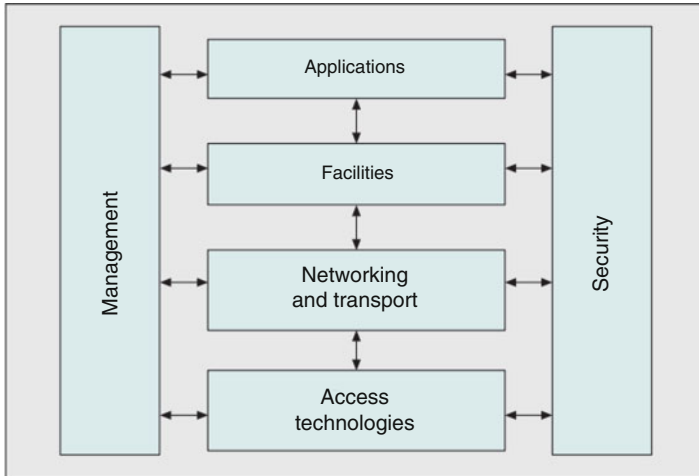 Management
Applications
Facilities
Networking
and transport
Access
technologies
Security